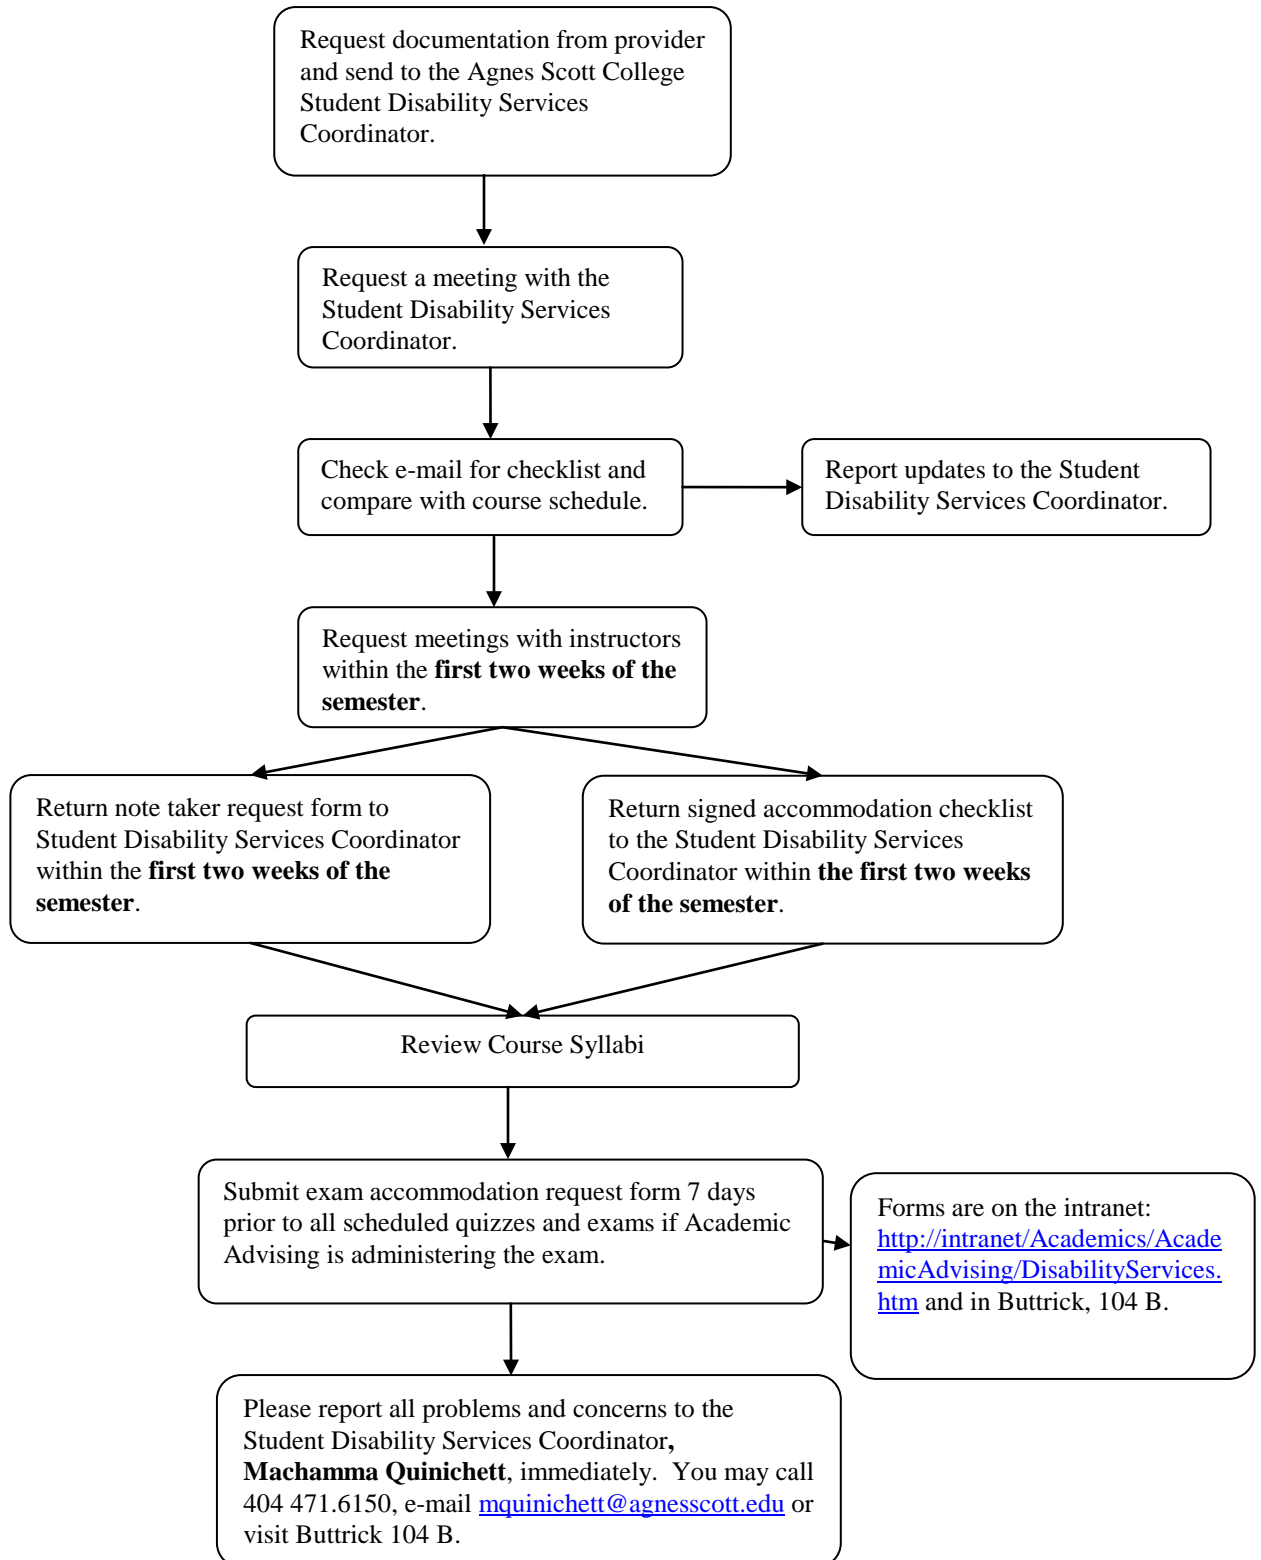 Request documentation from provider
and send to the Agnes Scott College
Student Disability Services
Coordinator.
Request a meeting with the
Student Disability Services
Coordinator.
Check e-mail for checklist and
compare with course schedule.
Report updates to the Student
Disability Services Coordinator.
Request meetings with instructors
within the first two weeks of the
semester.
Return note taker request form to
Student Disability Services Coordinator
within the first two weeks of the
semester.
Return signed accommodation checklist
to the Student Disability Services
Coordinator within the first two weeks
of the semester.
Review Course Syllabi
Submit exam accommodation request form 7 days
prior to all scheduled quizzes and exams if Academic
Advising is administering the exam.
Forms are on the intranet:
http://intranet/Academics/Acade
micAdvising/DisabilityServices.
htm and in Buttrick, 104 B.
Please report all problems and concerns to the
Student Disability Services Coordinator,
Machamma Quinichett, immediately.  You may call
404 471.6150, e-mail mquinichett@agnesscott.edu or
visit Buttrick 104 B.